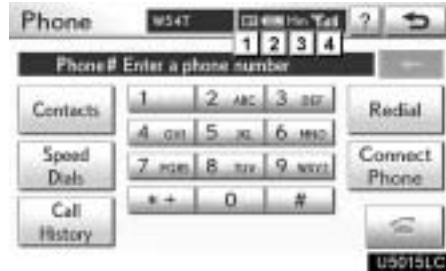 Phone W54T Hm ?
1 2 3 4
Phone# Enter a phone number
Contacts 1 2 ABC 3 DEF Redial
4 GHI 5 JKL 6 MNO
Speed Dials 7 PQRS 8 TUV 9 WXYZ Connect Phone
* + 0 #
Call History
U5015LC